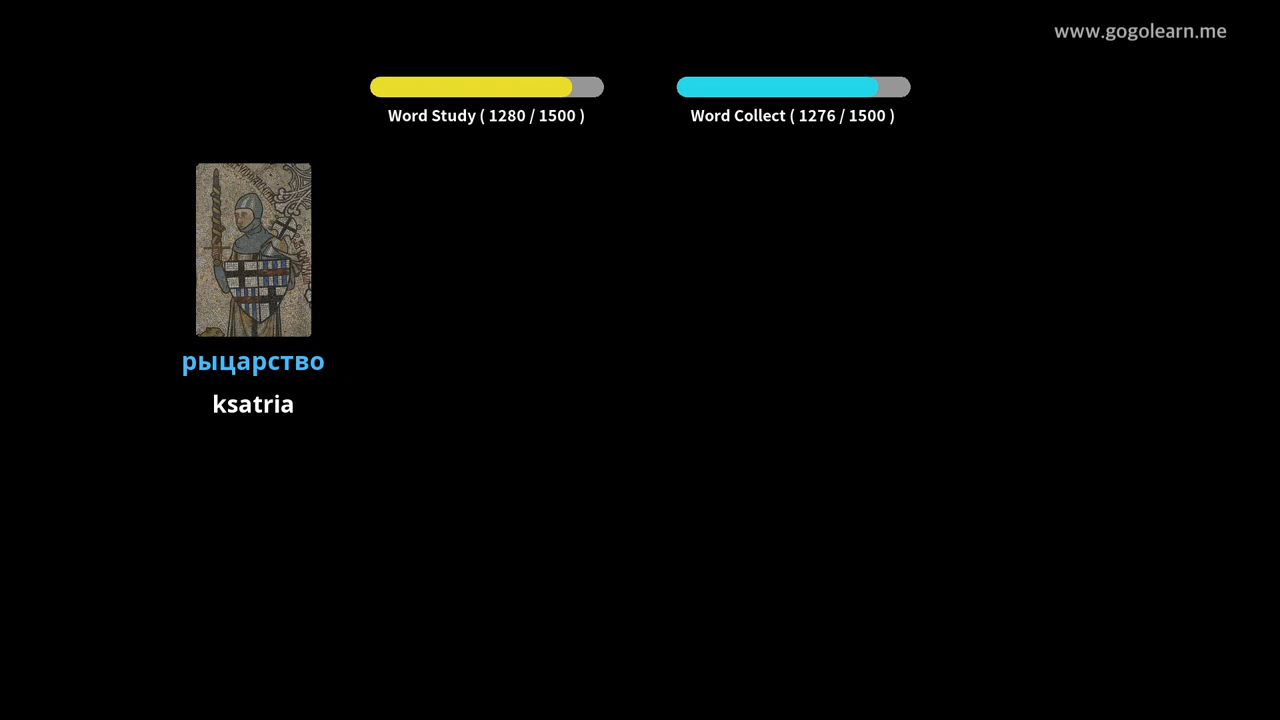 www.gogolearn.me
Word Study ( 1280 / 1500 )
Word Collect ( 1276 / 1500 )
рыцарство
ksatria